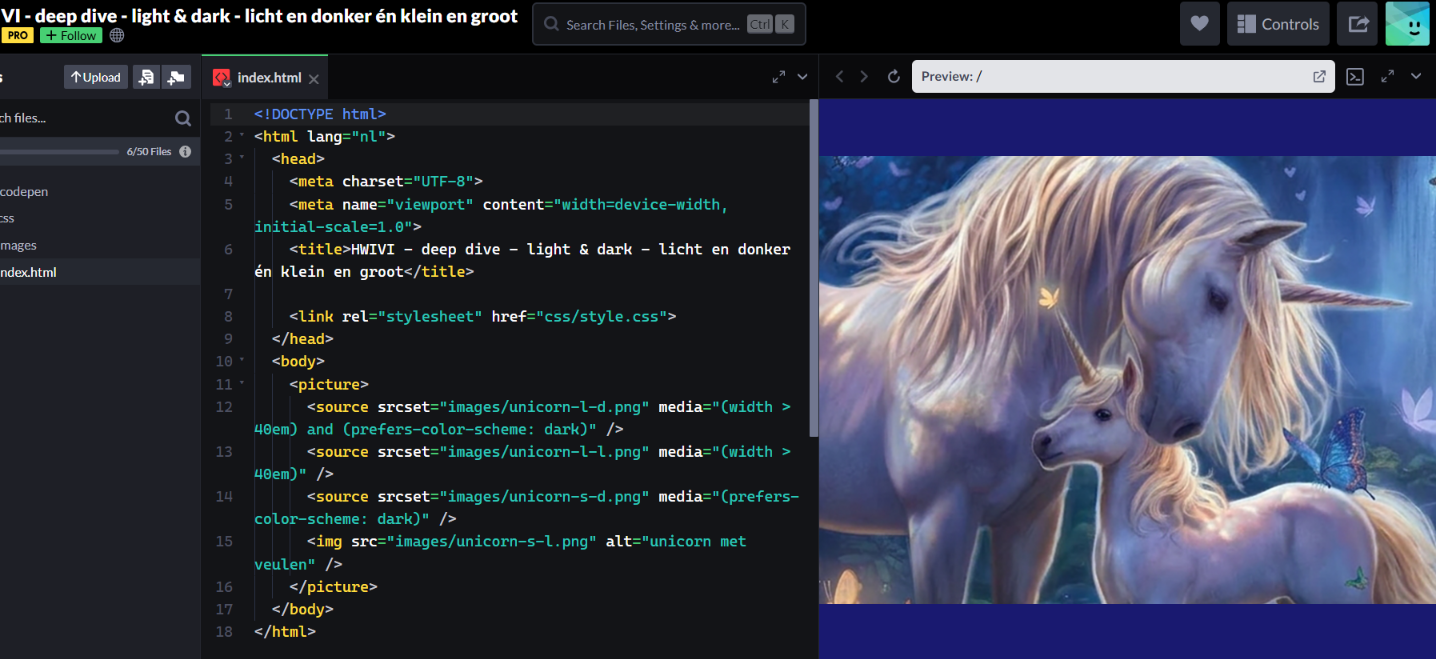 VI - deep dive - light & dark - licht en donker én klein en groot
PRO + Follow
Search Files, Settings & more... Ctrl K
Controls
s
Upload
index.html
Preview: /
ch files...
6/50 Files
codepen
css
mages
ndex.html
1 <!DOCTYPE html>
2 <html lang="nl">
3 <head>
4 <meta charset="UTF-8">
5 <meta name="viewport" content="width=device-width,
initial-scale=1.0">
6 <title>HWIVI - deep dive - light & dark - licht en donker
én klein en groot</title>
7
8 <link rel="stylesheet" href="css/style.css">
9 </head>
10 <body>
11 <picture>
12 <source srcset="images/unicorn-l-d.png" media="(width >
40em) and (prefers-color-scheme: dark)" />
13 <source srcset="images/unicorn-l-l.png" media="(width >
40em)" />
14 <source srcset="images/unicorn-s-d.png" media="(prefers-
color-scheme: dark)" />
15 <img src="images/unicorn-s-l.png" alt="unicorn met
veulen" />
16 </picture>
17 </body>
18 </html>